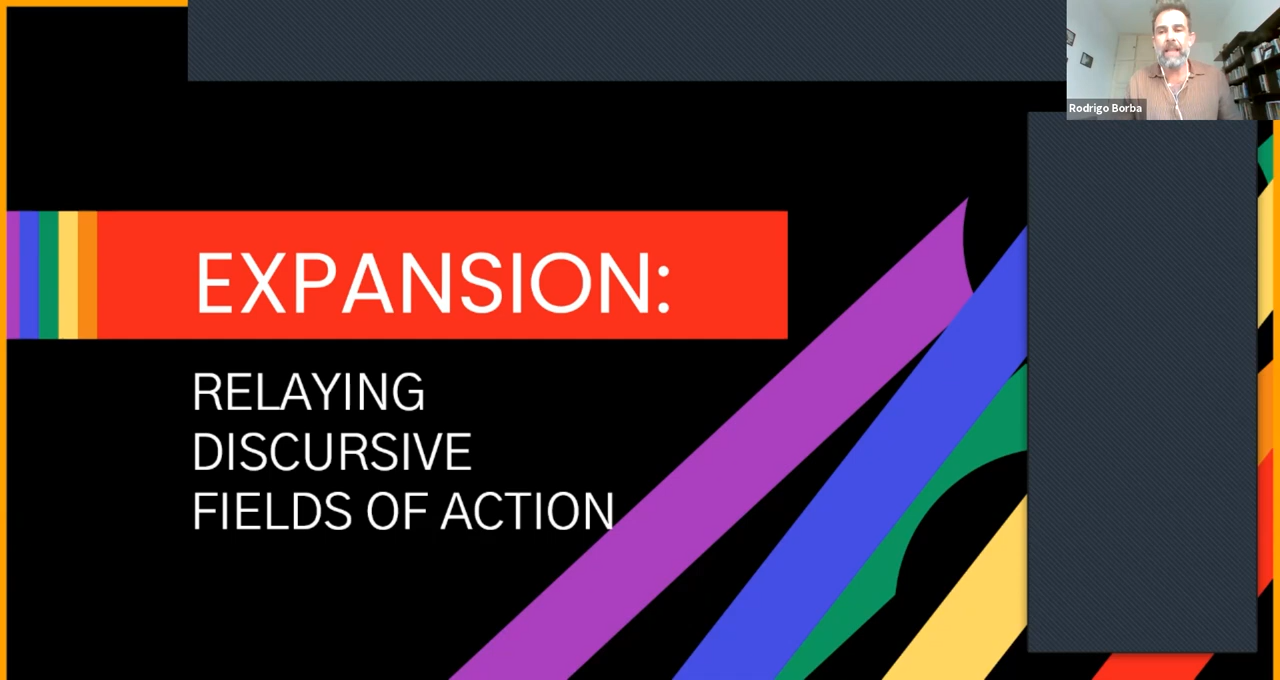 Rodrigo Borba
EXPANSION:
RELAYING
DISCURSIVE
FIELDS OF ACTION